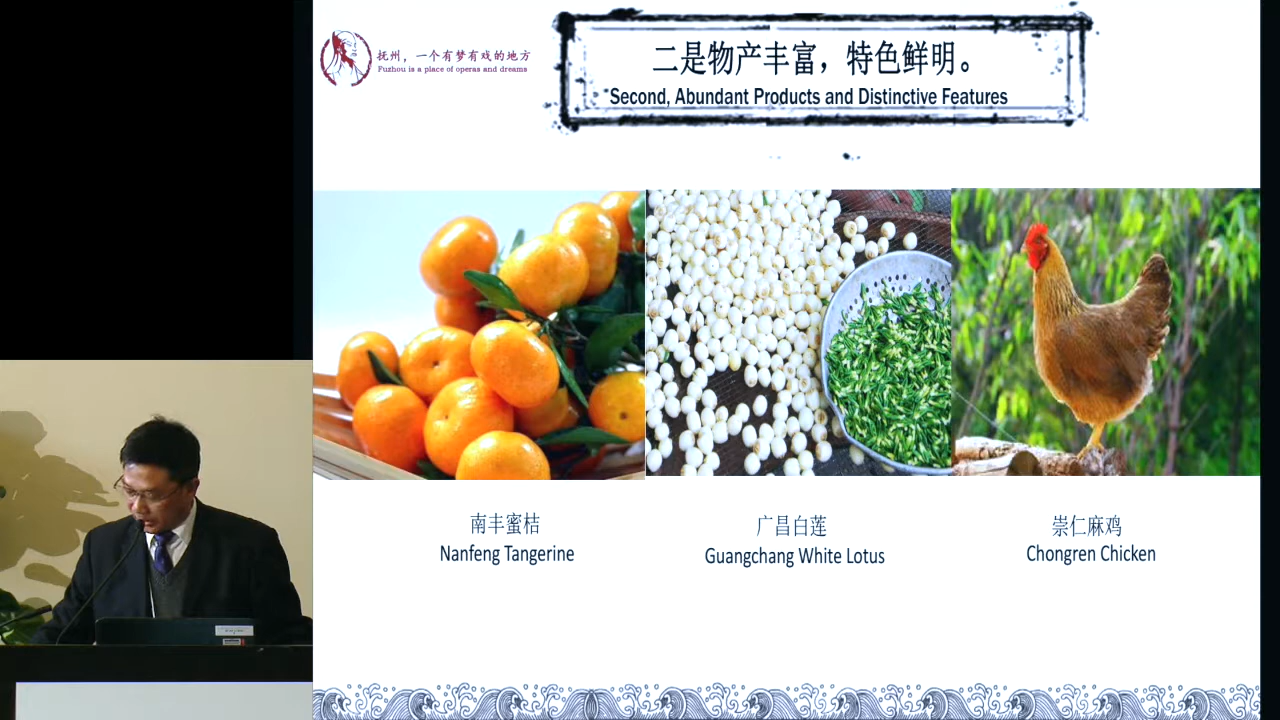 抚州，一个有梦有戏的地方
Fuzhou is a place of operas and dreams
二是物产丰富，特色鲜明。
Second, Abundant Products and Distinctive Features
南丰蜜桔
Nanfeng Tangerine
广昌白莲
Guangchang White Lotus
崇仁麻鸡
Chongren Chicken